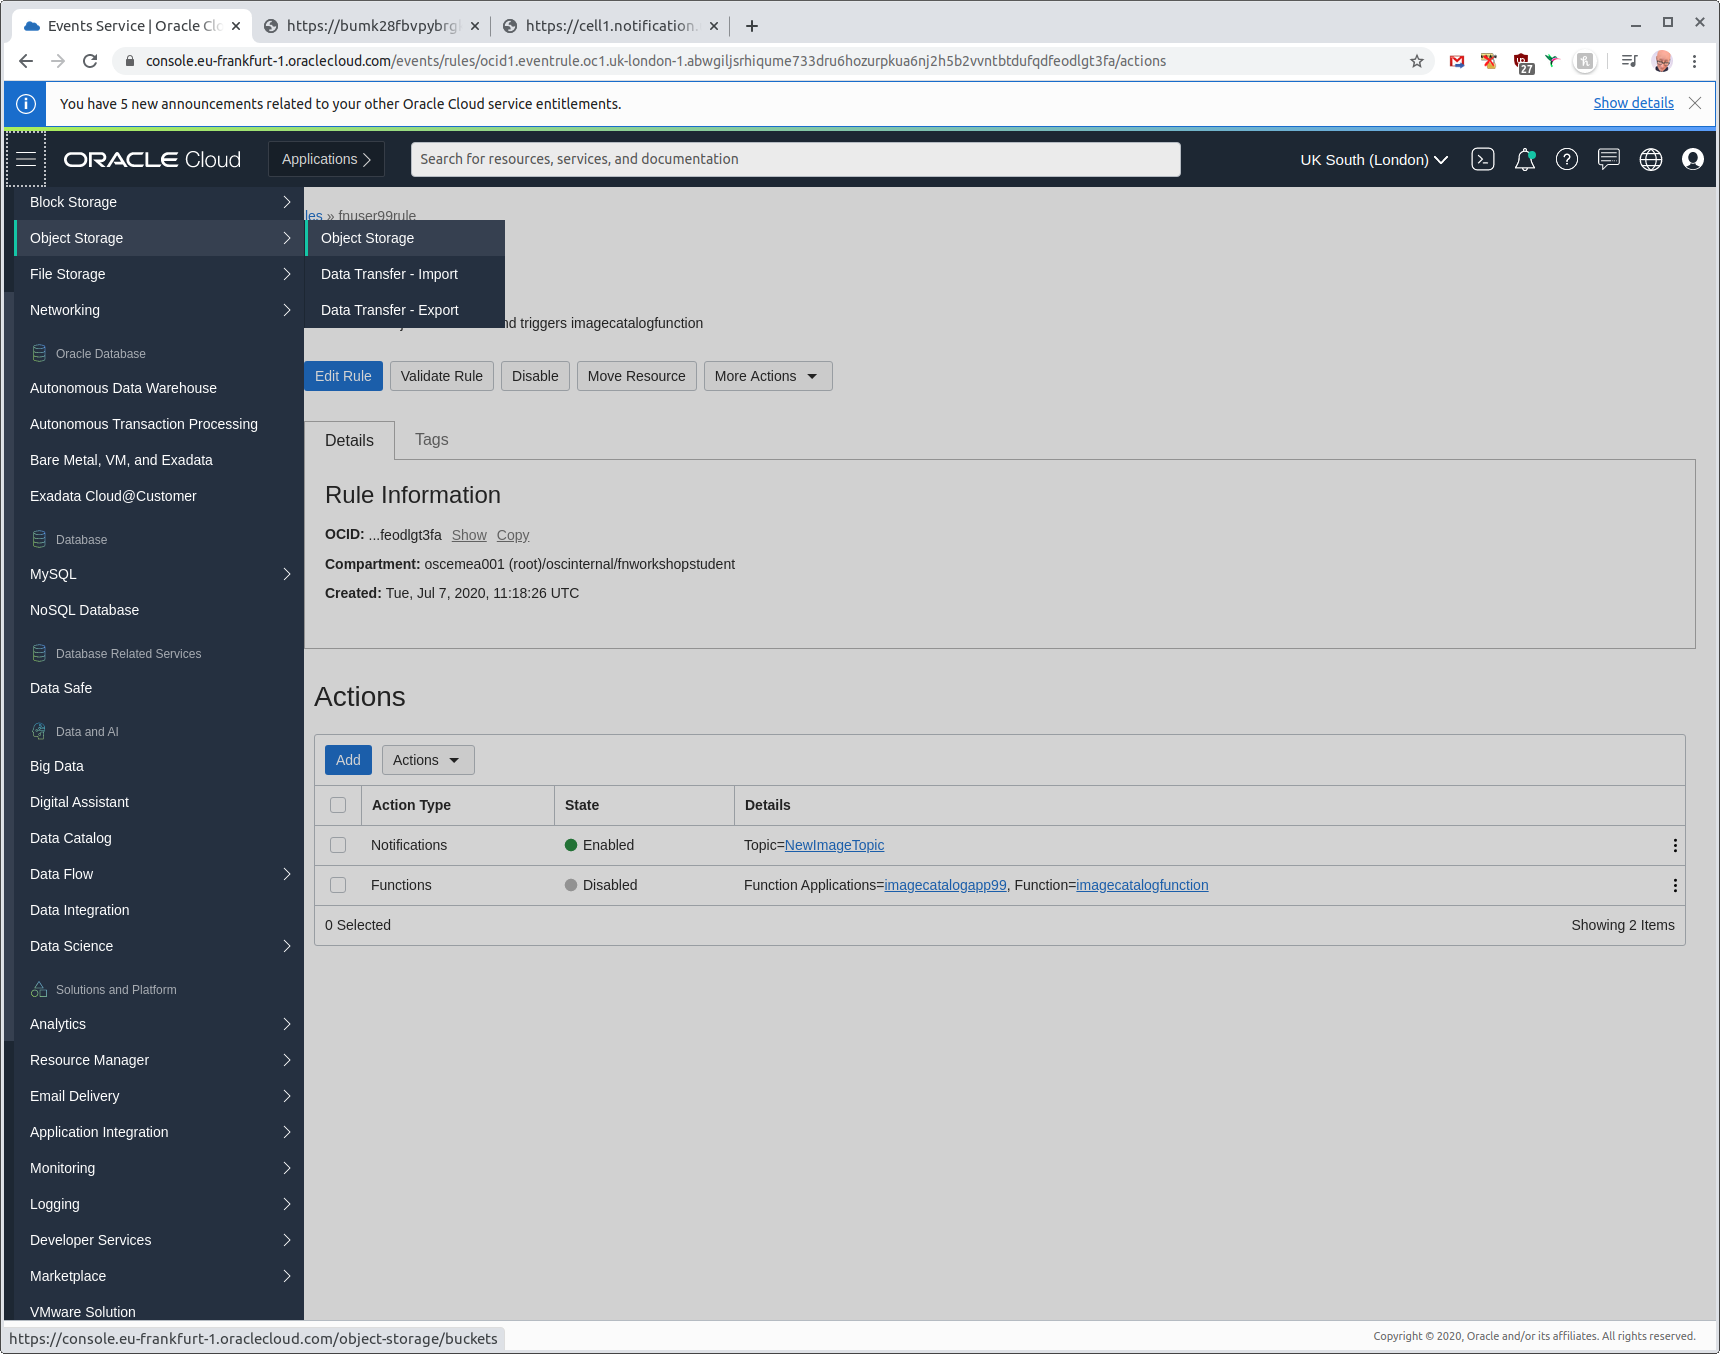 Events Service | Oracle Clo
https://bumk28fbvpybrgl
https://cell1.notification.
console.eu-frankfurt-1.oraclecloud.com/events/rules/ocid1.eventrule.oc1.uk-london-1.abwgiljsrhiqume733dru6hozurpkua6nj2h5b2vvntbtdufqdfeodlgt3fa/actions
27
You have 5 new announcements related to your other Oracle Cloud service entitlements.
Show details
ORACLE Cloud
Applications
Search for resources, services, and documentation
UK South (London)
Block Storage
Object Storage
File Storage
Networking
Oracle Database
Autonomous Data Warehouse
Autonomous Transaction Processing
Bare Metal, VM, and Exadata
Exadata Cloud@Customer
Database
MySQL
NoSQL Database
Database Related Services
Data Safe
Data and AI
Big Data
Digital Assistant
Data Catalog
Data Flow
Data Integration
Data Science
Solutions and Platform
Analytics
Resource Manager
Email Delivery
Application Integration
Monitoring
Logging
Developer Services
Marketplace
VMware Solution
Object Storage
Data Transfer - Import
Data Transfer - Export
les » fnuser99rule
nd triggers imagecatalogfunction
Edit Rule
Validate Rule
Disable
Move Resource
More Actions
Details
Tags
Rule Information
OCID: ...feodlgt3fa Show Copy
Compartment: oscemea001 (root)/oscinternal/fnworkshopstudent
Created: Tue, Jul 7, 2020, 11:18:26 UTC
Actions
Add
Actions
Action Type State Details
Notifications Enabled Topic=NewImageTopic
Functions Disabled Function Applications=imagecatalogapp99, Function=imagecatalogfunction
0 Selected
Showing 2 Items
https://console.eu-frankfurt-1.oraclecloud.com/object-storage/buckets
Copyright © 2020, Oracle and/or its affiliates. All rights reserved.